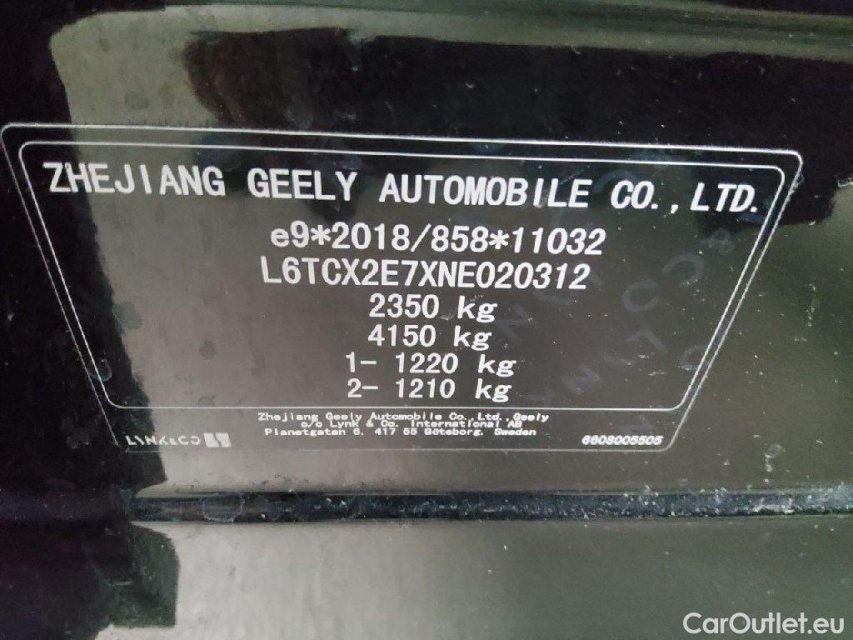 ZHEJIANG GEELY AUTOMOBILE CO., LTD.
e9*2018/858*11032
L6TCX2E7XNE020312
2350 kg
4150 kg
1- 1220 kg
2- 1210 kg
Zhejiang Geely Automobile Co., Ltd., Geely
c/o Lynk & Co. International AB
Planetgatan 6, 417 55 Göteborg, Sweden
LYNK&CO
6608005505
CarOutlet.eu